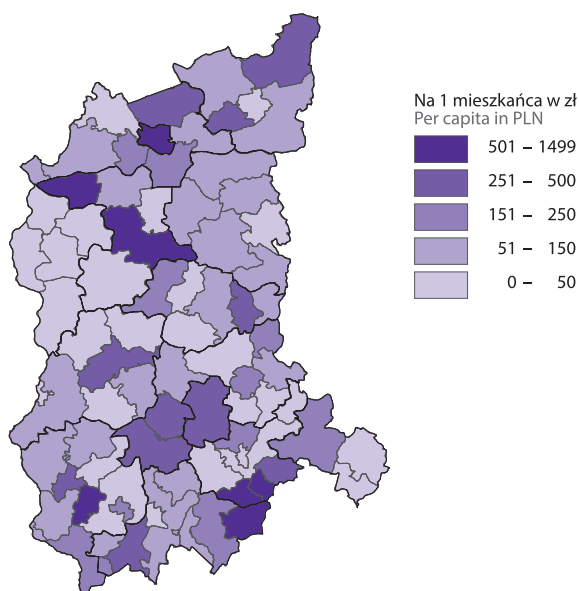 Na 1 mieszkańca w zł
Per capita in PLN
501 – 1499
251 – 500
151 – 250
51 – 150
0 – 50